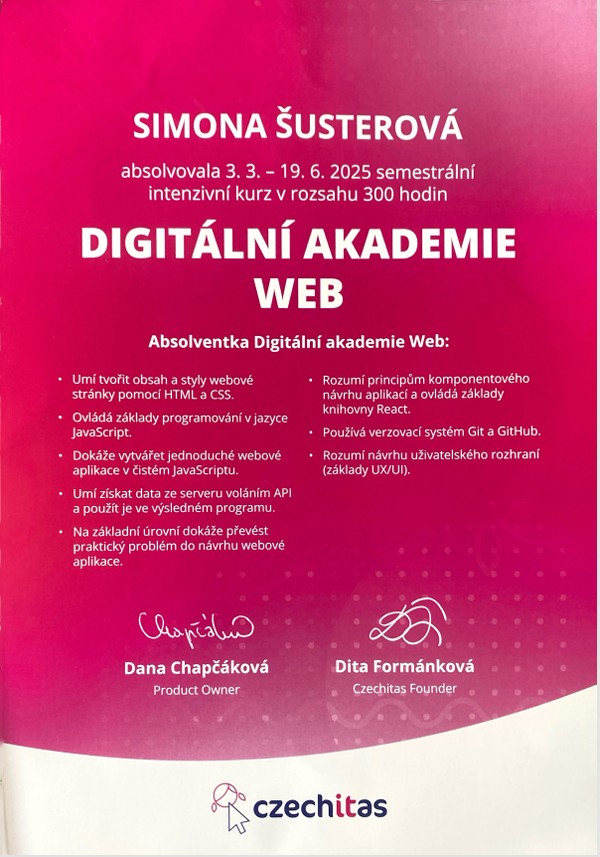 SIMONA ŠUSTEROVÁ
absolvovala 3. 3. – 19. 6. 2025 semestrální
intenzivní kurz v rozsahu 300 hodin
DIGITÁLNÍ AKADEMIE
WEB
Absolventka Digitální akademie Web:
• Umí tvořit obsah a styly webové
stránky pomocí HTML a CSS.
• Ovládá základy programování v jazyce
JavaScript.
• Dokáže vytvářet jednoduché webové
aplikace v čistém JavaScriptu.
• Umí získat data ze serveru voláním API
a použít je ve výsledném programu.
• Na základní úrovni dokáže převést
praktický problém do návrhu webové
aplikace.
• Rozumí principům komponentového
návrhu aplikací a ovládá základy
knihovny React.
• Používá verzovací systém Git a GitHub.
• Rozumí návrhu uživatelského rozhraní
(základy UX/UI).
Chapčáková
Dana Chapčáková
Product Owner
Dita Formánková
Czechitas Founder
czechitas